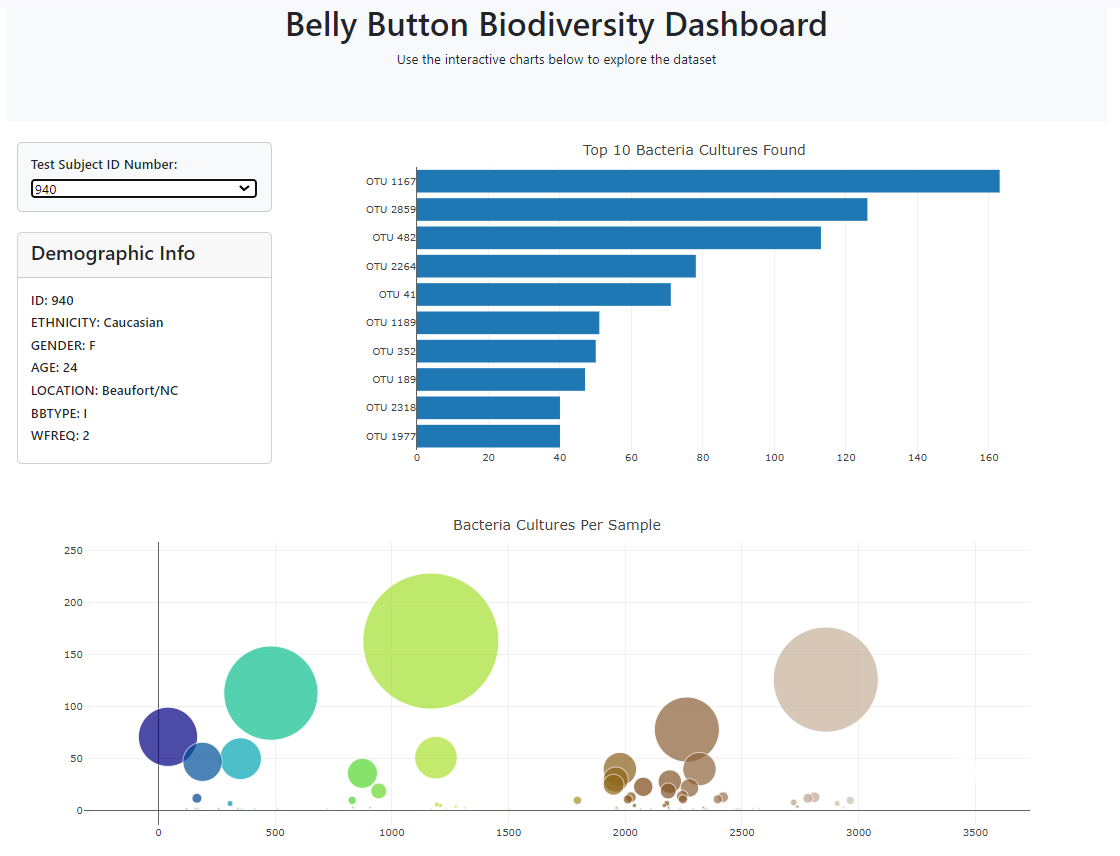 Belly Button Biodiversity Dashboard
Use the interactive charts below to explore the dataset
Test Subject ID Number:
940
Demographic Info
ID: 940
ETHNICITY: Caucasian
GENDER: F
AGE: 24
LOCATION: Beaufort/NC
BBTYPE: I
WFREQ: 2
Top 10 Bacteria Cultures Found
OTU 1167
OTU 2859
OTU 482
OTU 2264
OTU 41
OTU 1189
OTU 352
OTU 189
OTU 2318
OTU 1977
0 20 40 60 80 100 120 140 160
Bacteria Cultures Per Sample
250
200
150
100
50
0
0 500 1000 1500 2000 2500 3000 3500